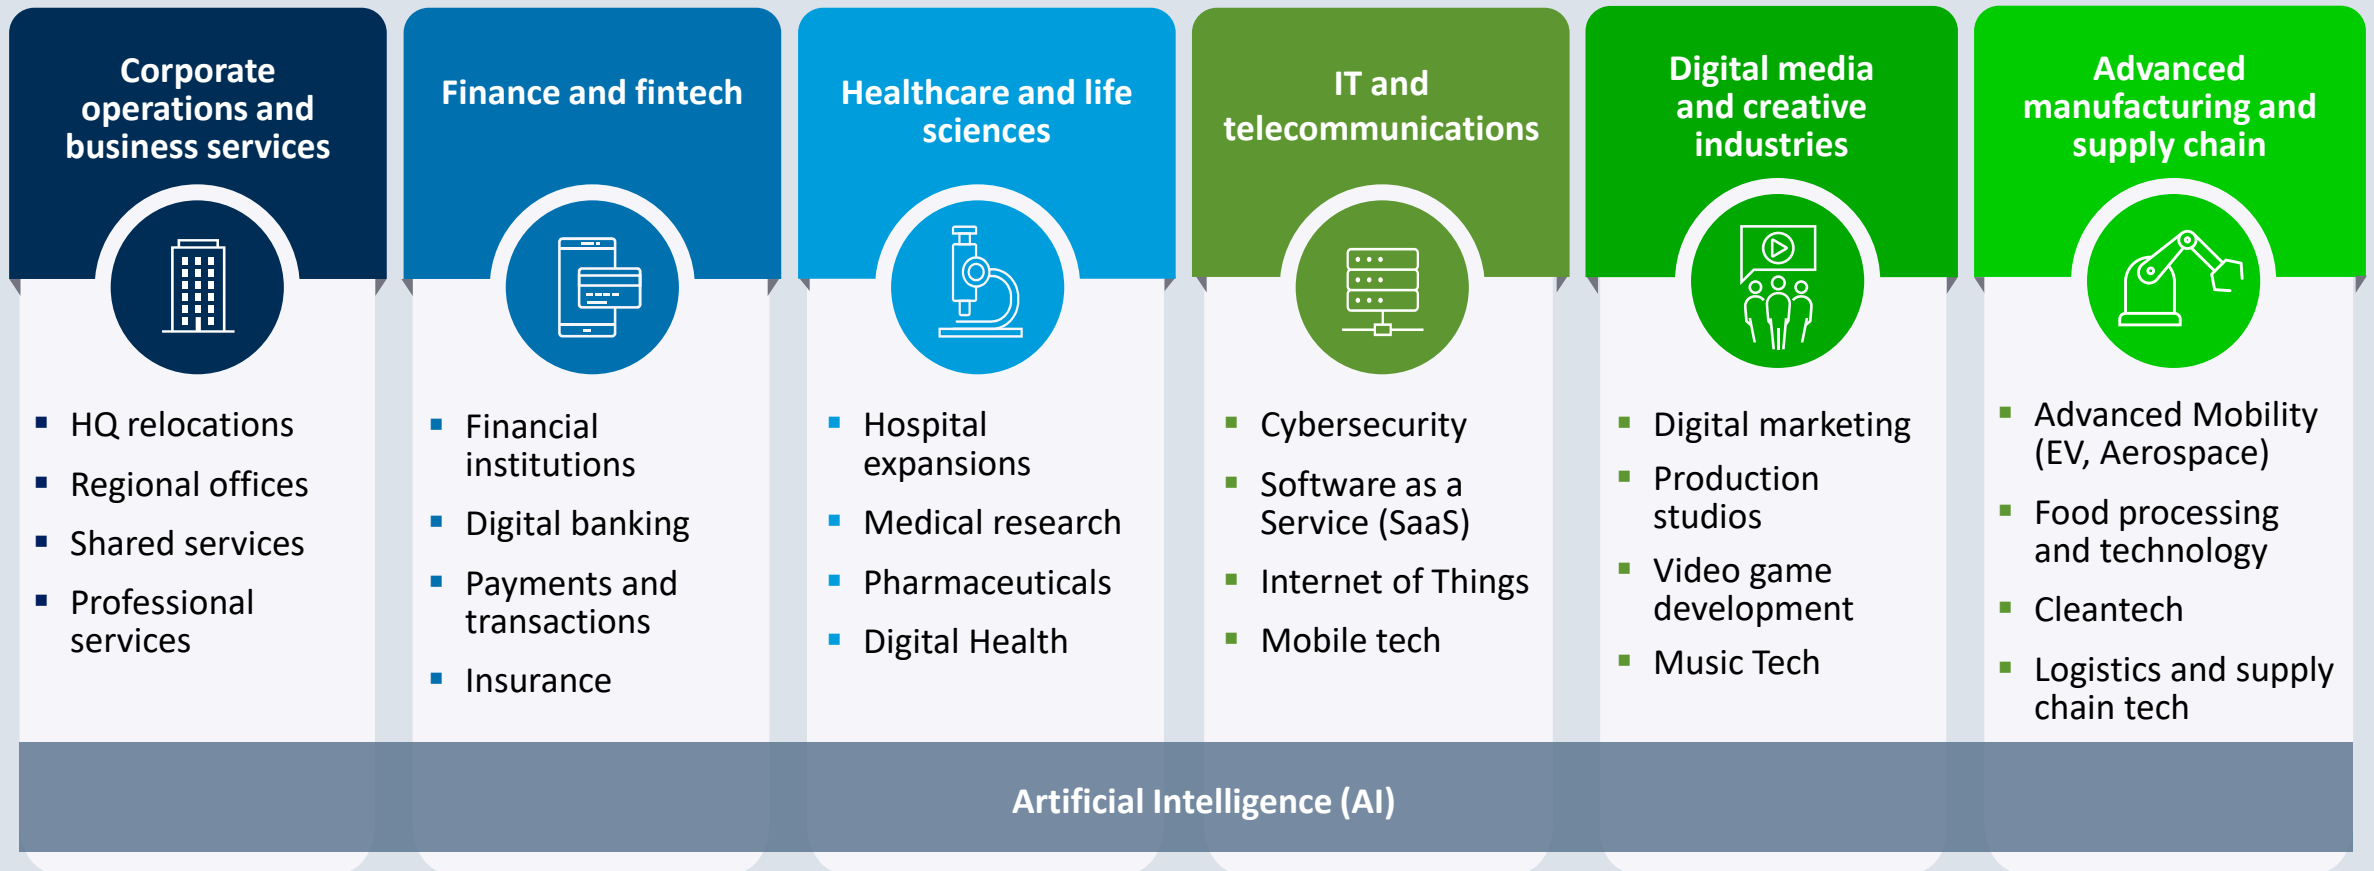 Corporate
operations and
business services
HQ relocations
Regional offices
Shared services
Professional
services
Finance and fintech
Financial
institutions
Digital banking
Payments and
transactions
Insurance
Healthcare and life
sciences
Hospital
expansions
Medical research
Pharmaceuticals
Digital Health
IT and
telecommunications
Cybersecurity
Software as a
Service (SaaS)
Internet of Things
Mobile tech
Digital media
and creative
industries
Digital marketing
Production
studios
Video game
development
Music Tech
Advanced
manufacturing and
supply chain
Advanced Mobility
(EV, Aerospace)
Food processing
and technology
Cleantech
Logistics and supply
chain tech
Artificial Intelligence (AI)